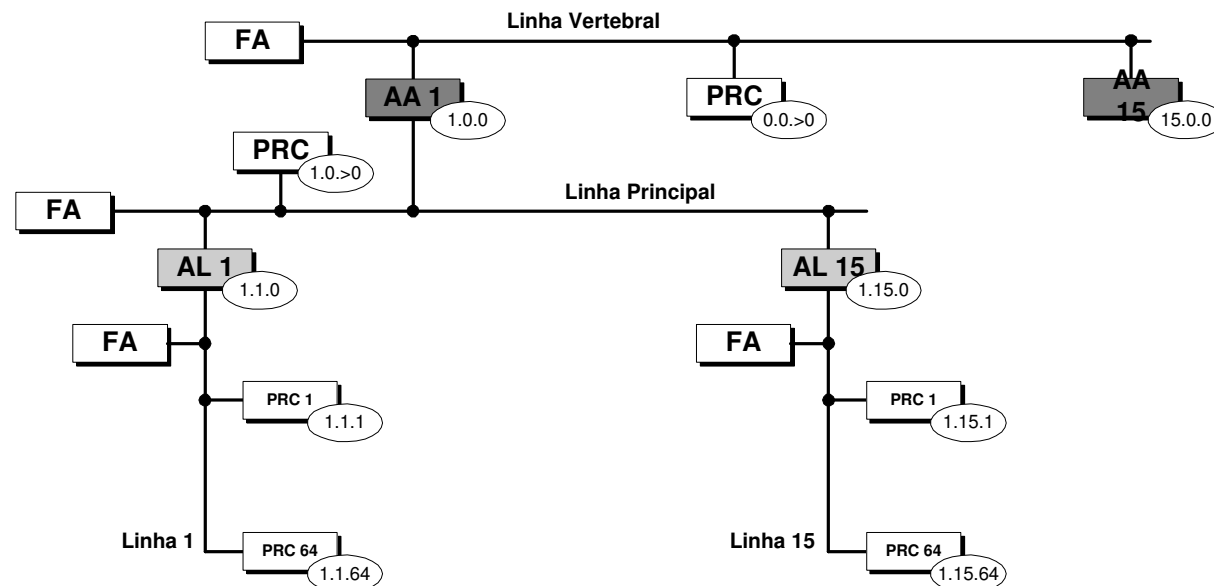 Linha Vertebral
FA
AA 1
1.0.0
PRC
0.0.>0
AA
15
15.0.0
PRC
1.0.>0
FA
Linha Principal
AL 1
1.1.0
AL 15
1.15.0
FA
FA
PRC 1
1.1.1
PRC 1
1.15.1
Linha 1
PRC 64
1.1.64
Linha 15
PRC 64
1.15.64